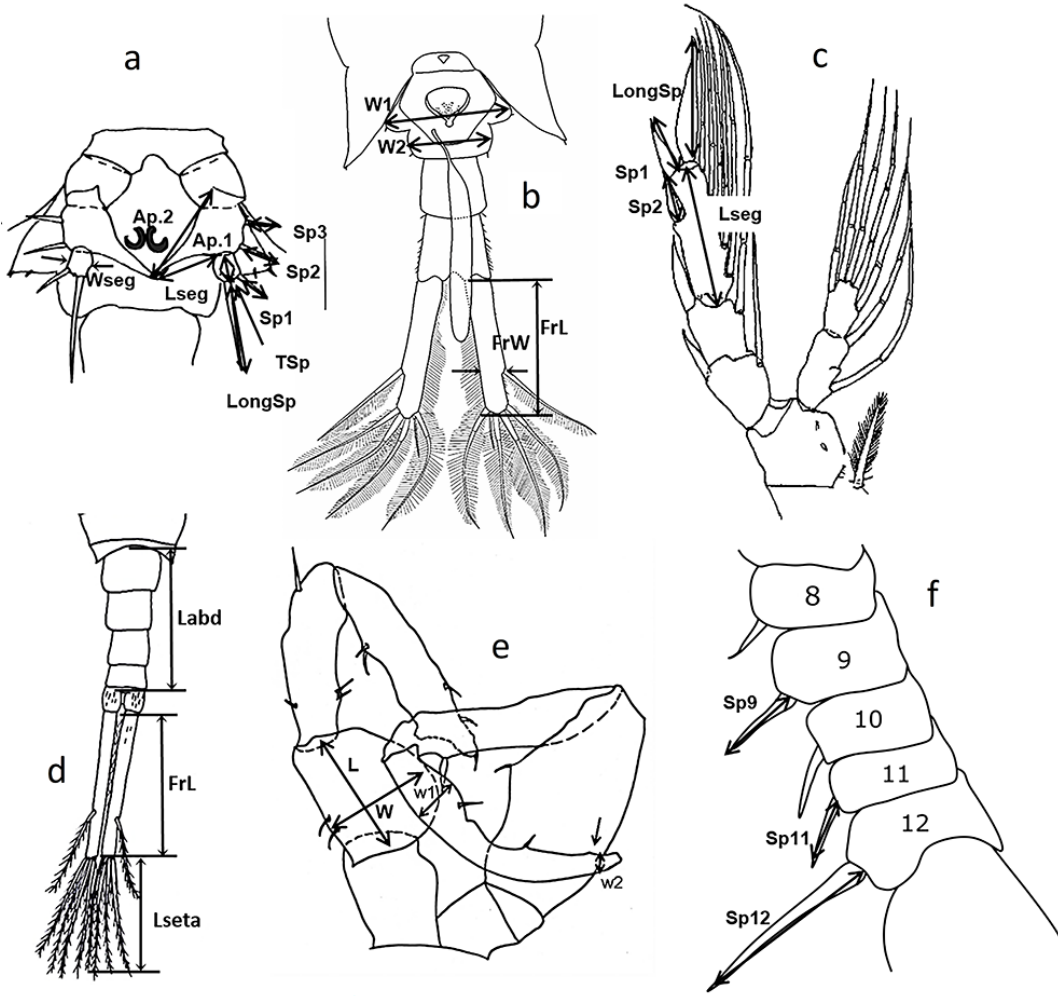 a
Ap.2
Ap.1
Sp3
Sp2
Wseg
Lseg
Sp1
TSp
LongSp
W1
W2
b
FrW
FrL
c
LongSp
Sp1
Sp2
Lseg
d
Labd
FrL
Lseta
e
L
W
w1
w2
f
8
9
Sp9
10
11
Sp11
12
Sp12